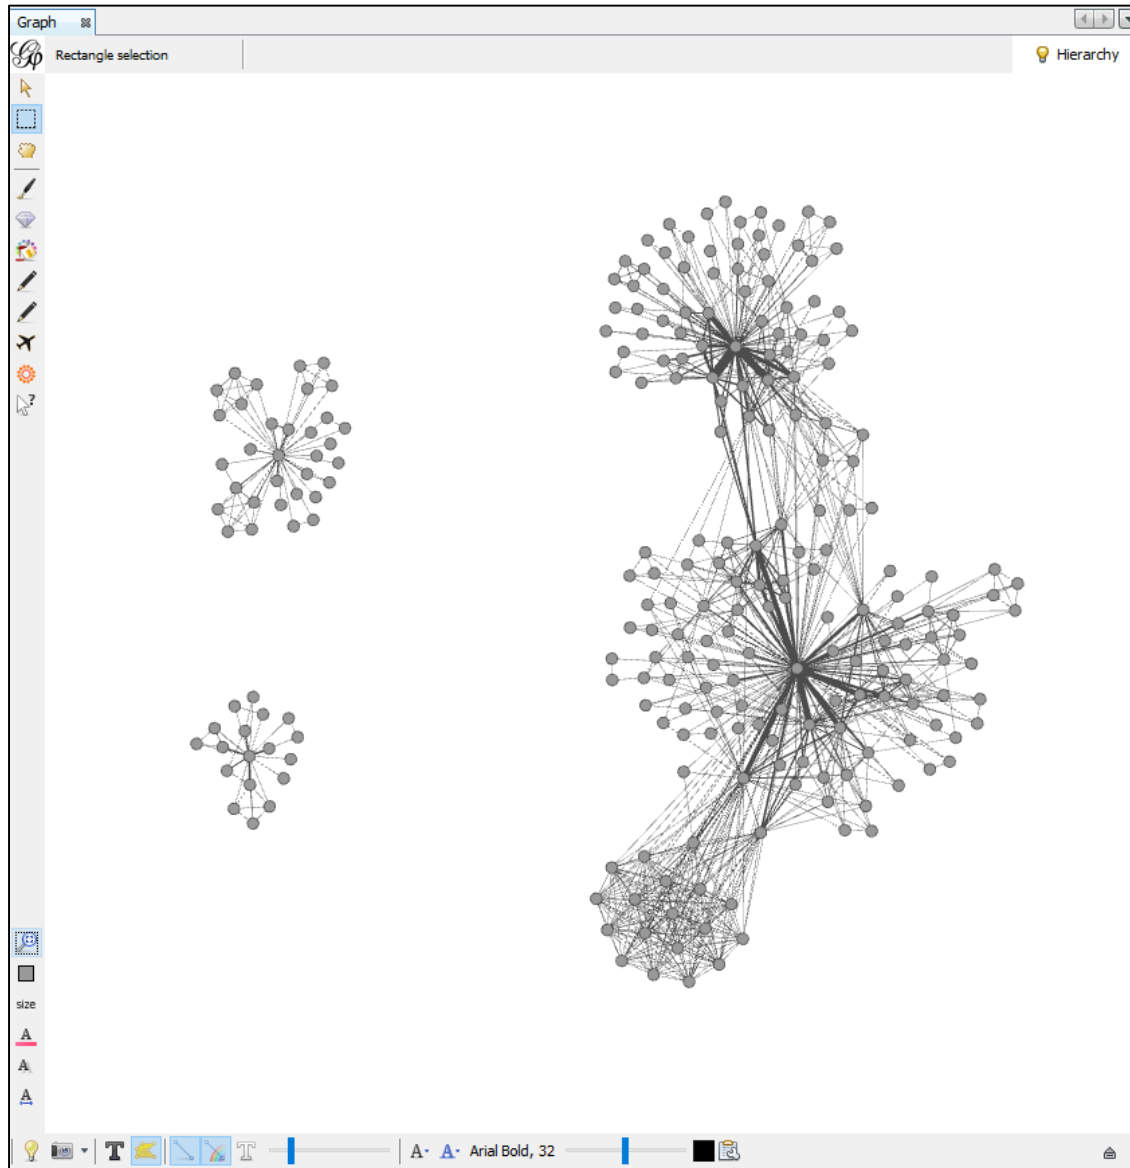 Graph
Rectangle selection
Hierarchy
?
size
A
A
A
T
T
A
A
Arial Bold, 32